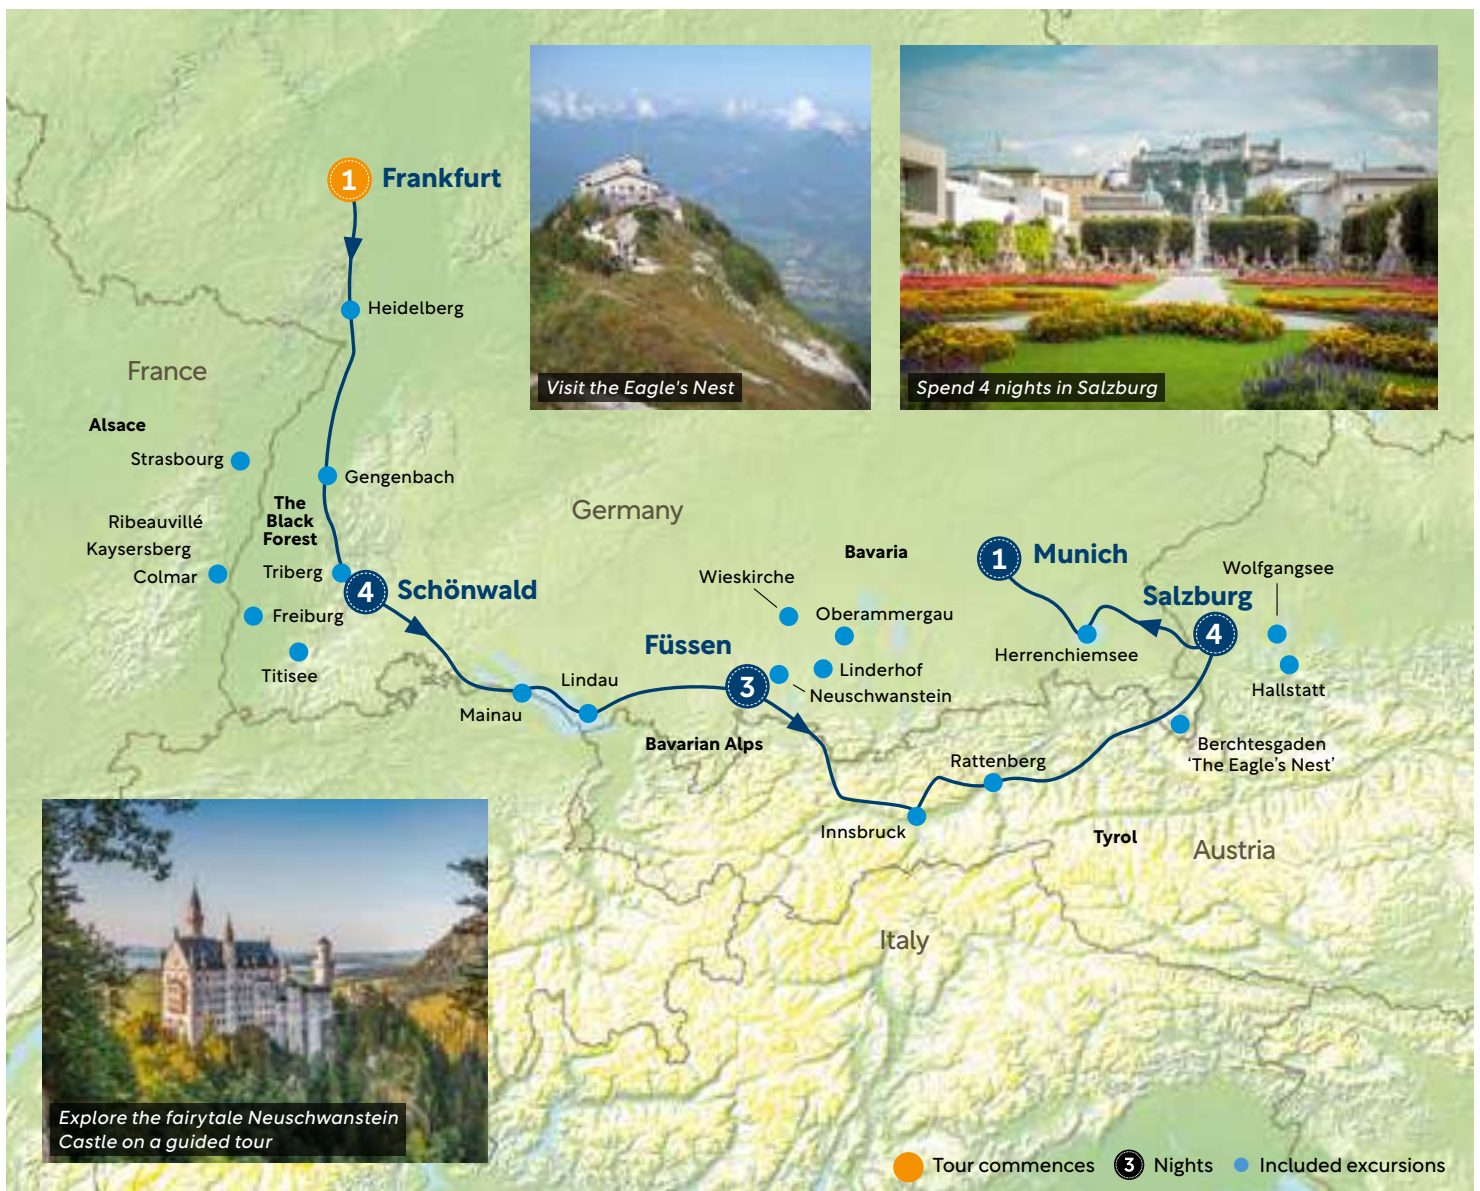 1 Frankfurt
Heidelberg
France
Alsace
Strasbourg
Gengenbach
The
Black
Forest
Ribeauvillé
Kaysersberg
Colmar
Triberg
4 Schönwald
Freiburg
Titisee
Visit the Eagle's Nest
Spend 4 nights in Salzburg
Germany
Bavaria
1 Munich
Wieskirche
Oberammergau
Wolfgangsee
Salzburg
4
Füssen
3
Herrenchiemsee
Linderhof
Neuschwanstein
Hallstatt
Lindau
Mainau
Bavarian Alps
Berchtesgaden
‘The Eagle’s Nest’
Rattenberg
Innsbruck
Tyrol
Austria
Italy
Explore the fairytale Neuschwanstein
Castle on a guided tour
Tour commences 3 Nights Included excursions